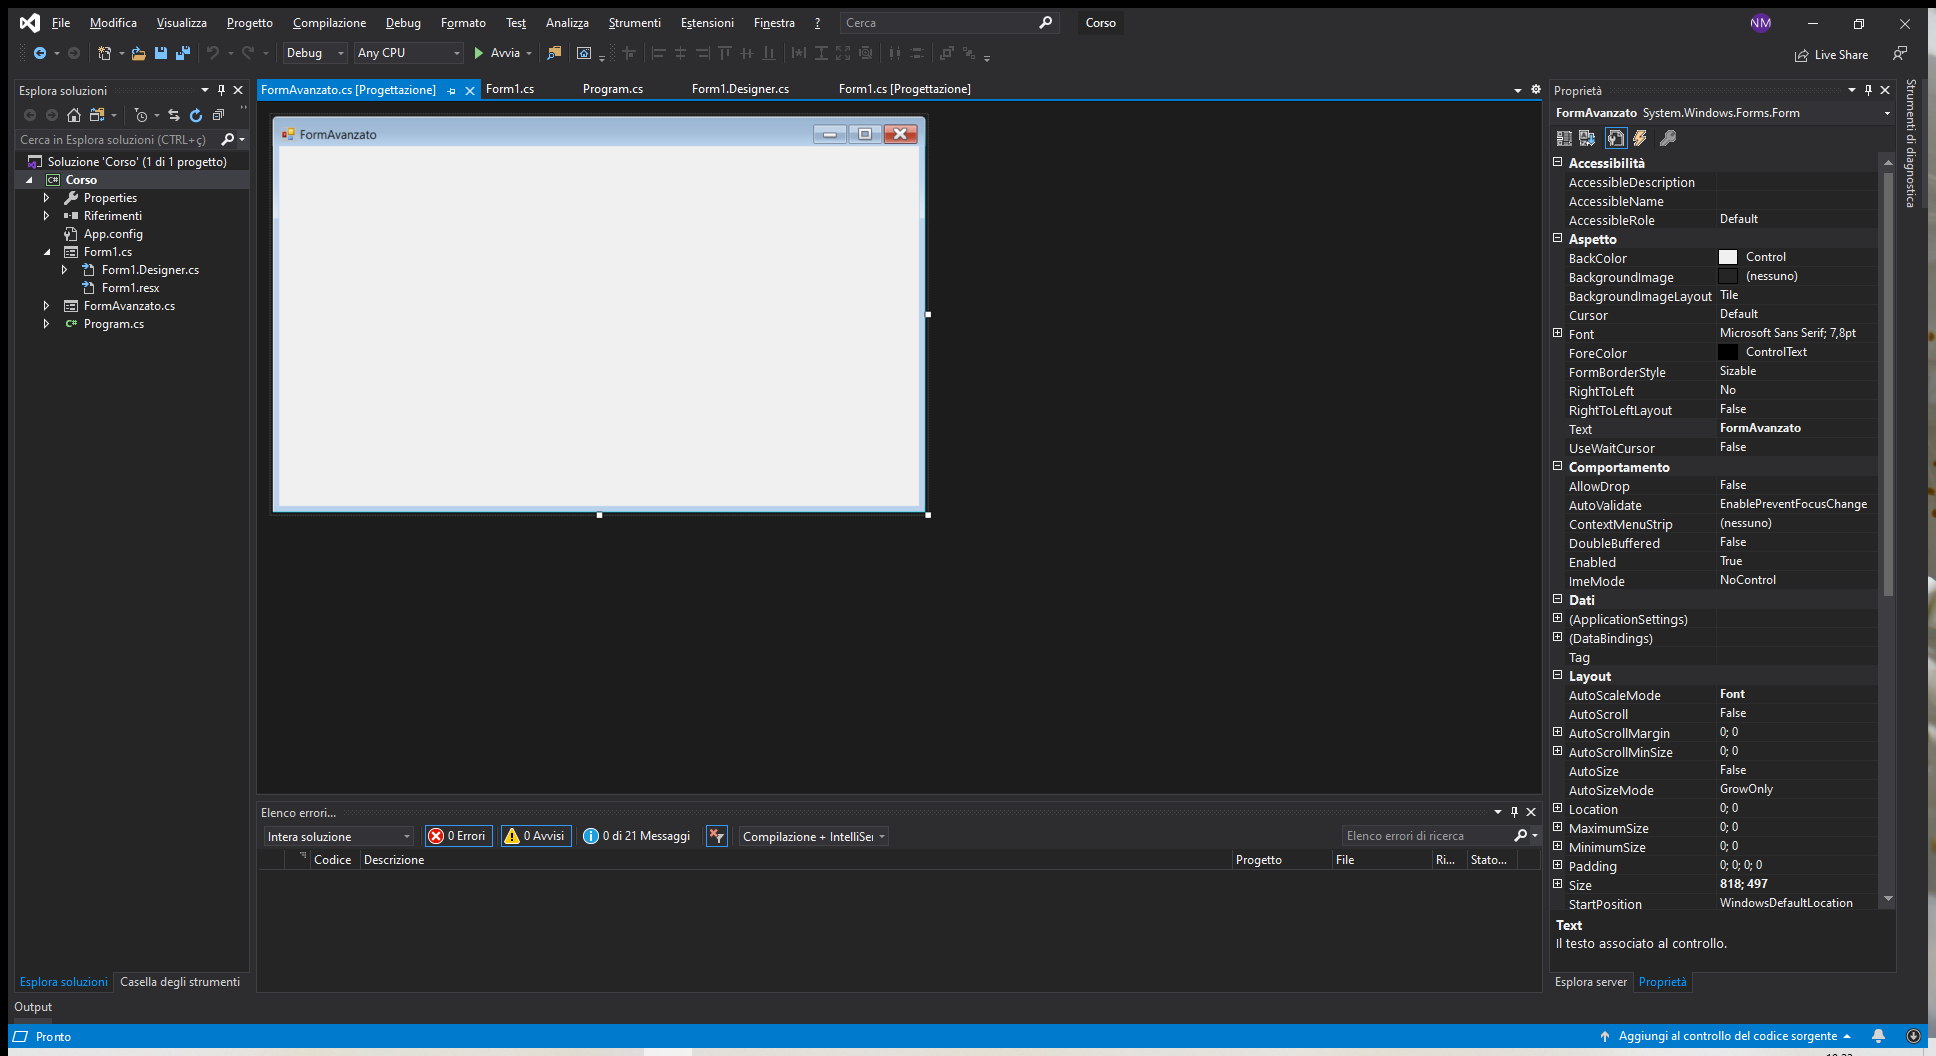 File Modifica Visualizza Progetto Compilazione Debug Formato Test Analizza Strumenti Estensioni Finestra ? Cerca Corso NM
Debug Any CPU Avvia Live Share
Esplora soluzioni
Cerca in Esplora soluzioni (CTRL+ç)
Soluzione 'Corso' (1 di 1 progetto)
C# Corso
Properties
Riferimenti
App.config
Form1.cs
Form1.Designer.cs
Form1.resx
FormAvanzato.cs
C# Program.cs
Esplora soluzioni Casella degli strumenti
FormAvanzato.cs [Progettazione] Form1.cs Program.cs Form1.Designer.cs Form1.cs [Progettazione]
FormAvanzato
Elenco errori...
Intera soluzione 0 Errori 0 Avvisi 0 di 21 Messaggi Compilazione + IntelliSe Elenco errori di ricerca
Codice Descrizione Progetto File Ri... Stato...
Proprietà
FormAvanzato System.Windows.Forms.Form
Accessibilità
AccessibleDescription
AccessibleName
AccessibleRole Default
Aspetto
BackColor Control
BackgroundImage (nessuno)
BackgroundImageLayout Tile
Cursor Default
Font Microsoft Sans Serif; 7,8pt
ForeColor ControlText
FormBorderStyle Sizable
RightToLeft No
RightToLeftLayout False
Text FormAvanzato
UseWaitCursor False
Comportamento
AllowDrop False
AutoValidate EnablePreventFocusChange
ContextMenuStrip (nessuno)
DoubleBuffered False
Enabled True
ImeMode NoControl
Dati
(ApplicationSettings)
(DataBindings)
Tag
Layout
AutoScaleMode Font
AutoScroll False
AutoScrollMargin 0; 0
AutoScrollMinSize 0; 0
AutoSize False
AutoSizeMode GrowOnly
Location 0; 0
MaximumSize 0; 0
MinimumSize 0; 0
Padding 0; 0; 0; 0
Size 818; 497
StartPosition WindowsDefaultLocation
Text
Il testo associato al controllo.
Esplora server Proprietà
Strumenti di diagnostica
Output
Pronto Aggiungi al controllo del codice sorgente